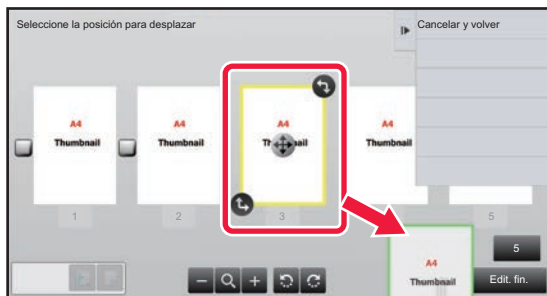 Seleccione la posición para desplazar
Cancelar y volver
A4
Thumbnail
A4
Thumbnail
A4
Thumbnail
A4
Thumbnail
1
2
3
5
5
A4
Thumbnail
Edit. fin.